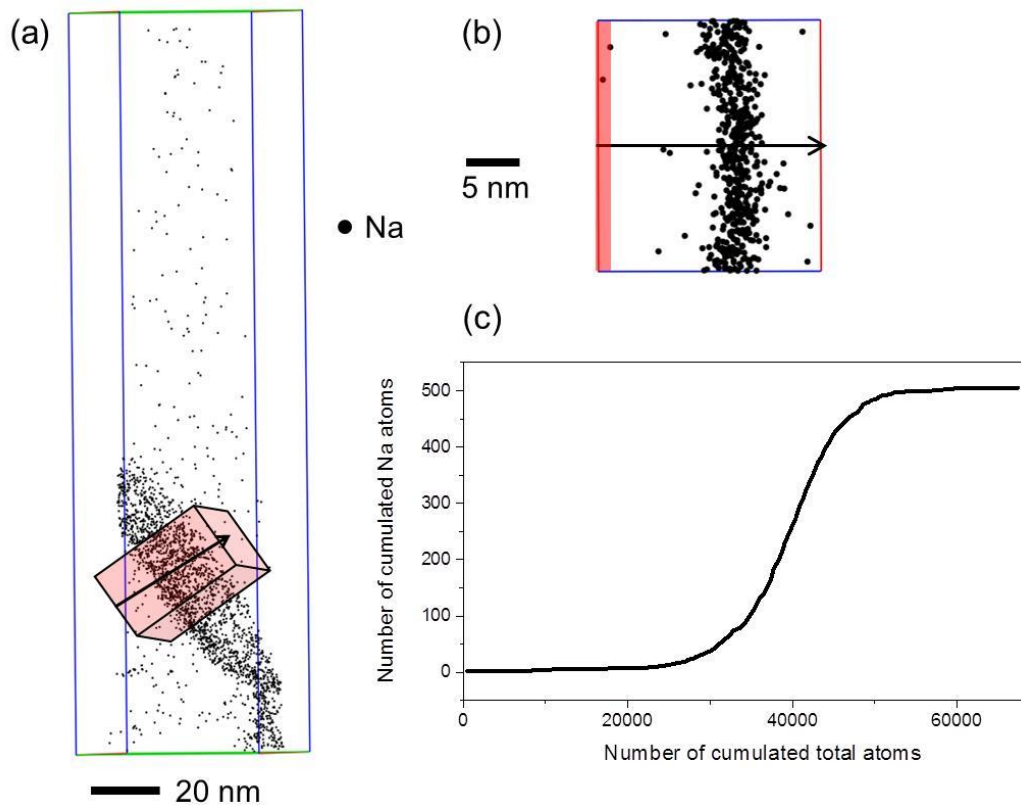 (a)
Na
20 nm
(b)
5 nm
(c)
Number of cumulated Na atoms
500
400
300
200
100
0
0
20000
40000
60000
Number of cumulated total atoms